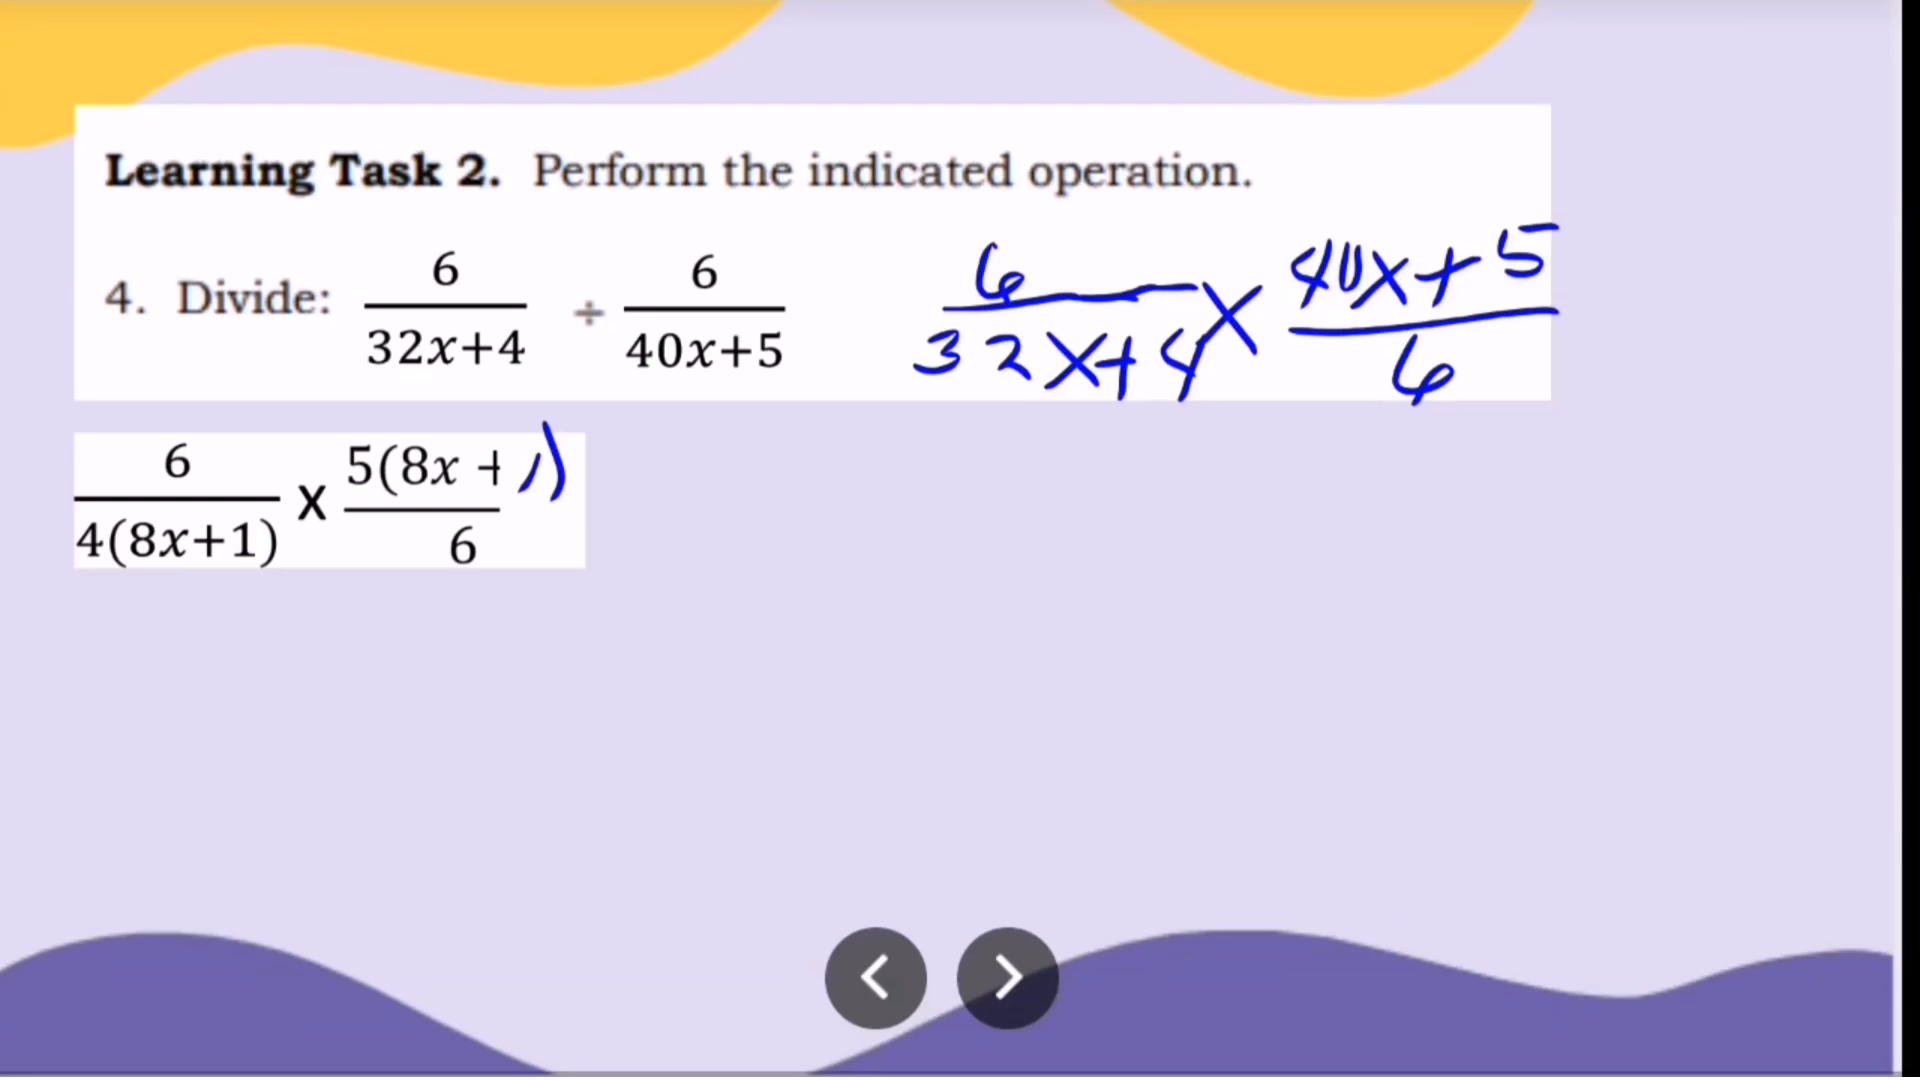 Learning Task 2. Perform the indicated operation.
4. Divide: 6/32x+4 ÷ 6/40x+5 6/32x+4 × 40x+5/6
6/4(8x+1) x 5(8x+1)/6